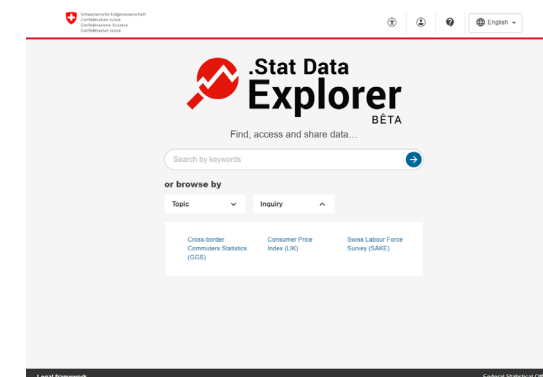 Schweizerische Eidgenossenschaft
Confédération suisse
Confederazione Svizzera
Confederaziun svizra
English
.Stat Data
Explorer
BÊTA
Find, access and share data…
Search by keywords
or browse by
Topic
Inquiry
Cross-border
Commuters Statistics
(GGS)
Consumer Price
Index (LIK)
Swiss Labour Force
Survey (SAKE)
Legal framework
Federal Statistical Off